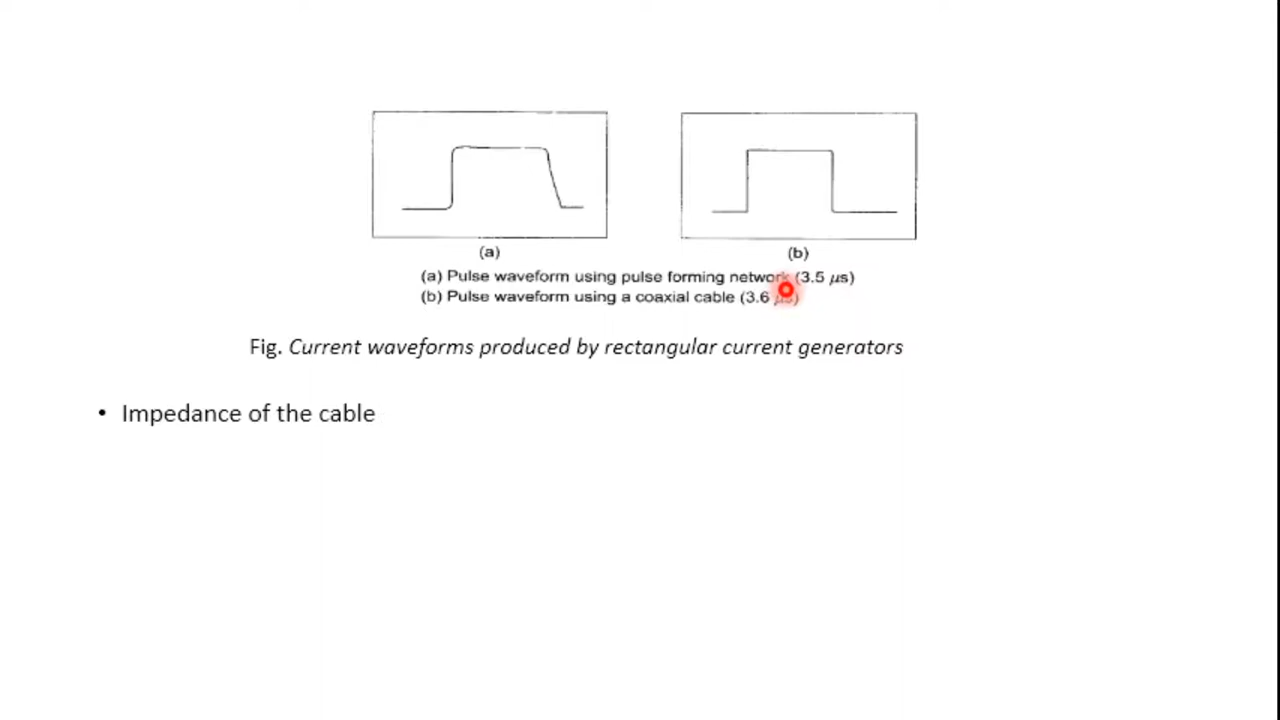 (a)
(b)
(a) Pulse waveform using pulse forming network (3.5 μs)
(b) Pulse waveform using a coaxial cable (3.6 μs)
Fig. Current waveforms produced by rectangular current generators
• Impedance of the cable